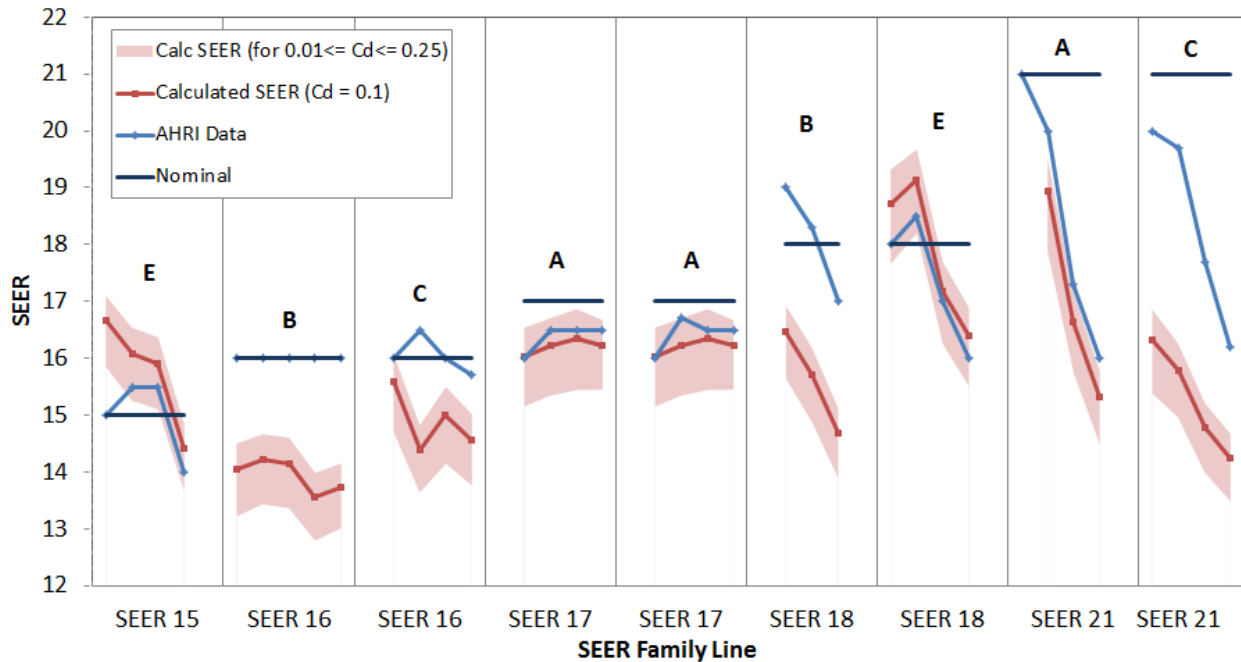 22
21
20
19
18
17
16
15
14
13
12
SEER
Calc SEER (for 0.01<= Cd<= 0.25)
Calculated SEER (Cd = 0.1)
AHRI Data
Nominal
E
B
C
A
A
B
E
A
C
SEER 15 SEER 16 SEER 16 SEER 17 SEER 17 SEER 18 SEER 18 SEER 21 SEER 21
SEER Family Line